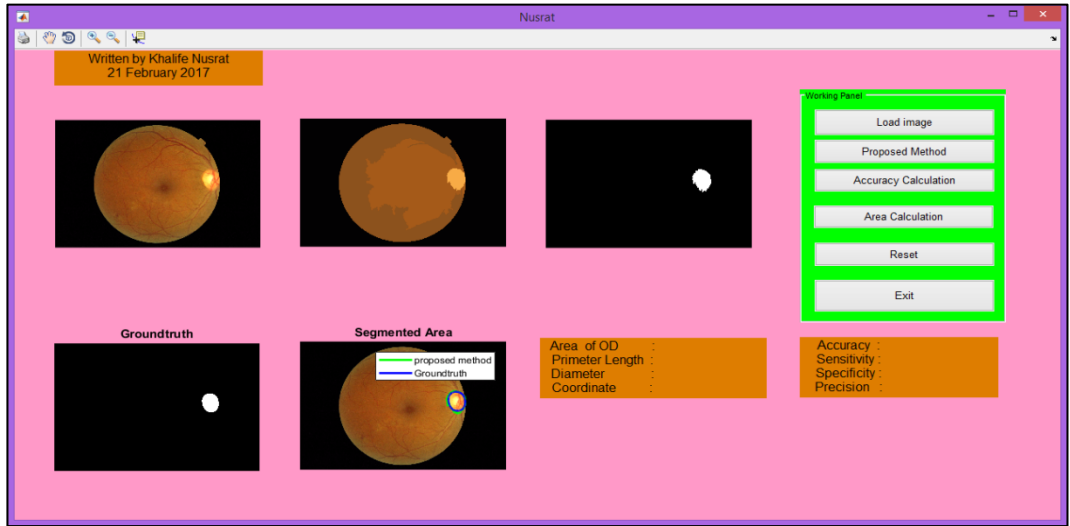 Nusrat
Written by Khalife Nusrat
21 February 2017
Working Panel
Load image
Proposed Method
Accuracy Calculation
Area Calculation
Reset
Exit
Groundtruth
Segmented Area
proposed method
Groundtruth
Area of OD :
Primeter Length :
Diameter :
Coordinate :
Accuracy :
Sensitivity :
Specificity :
Precision :